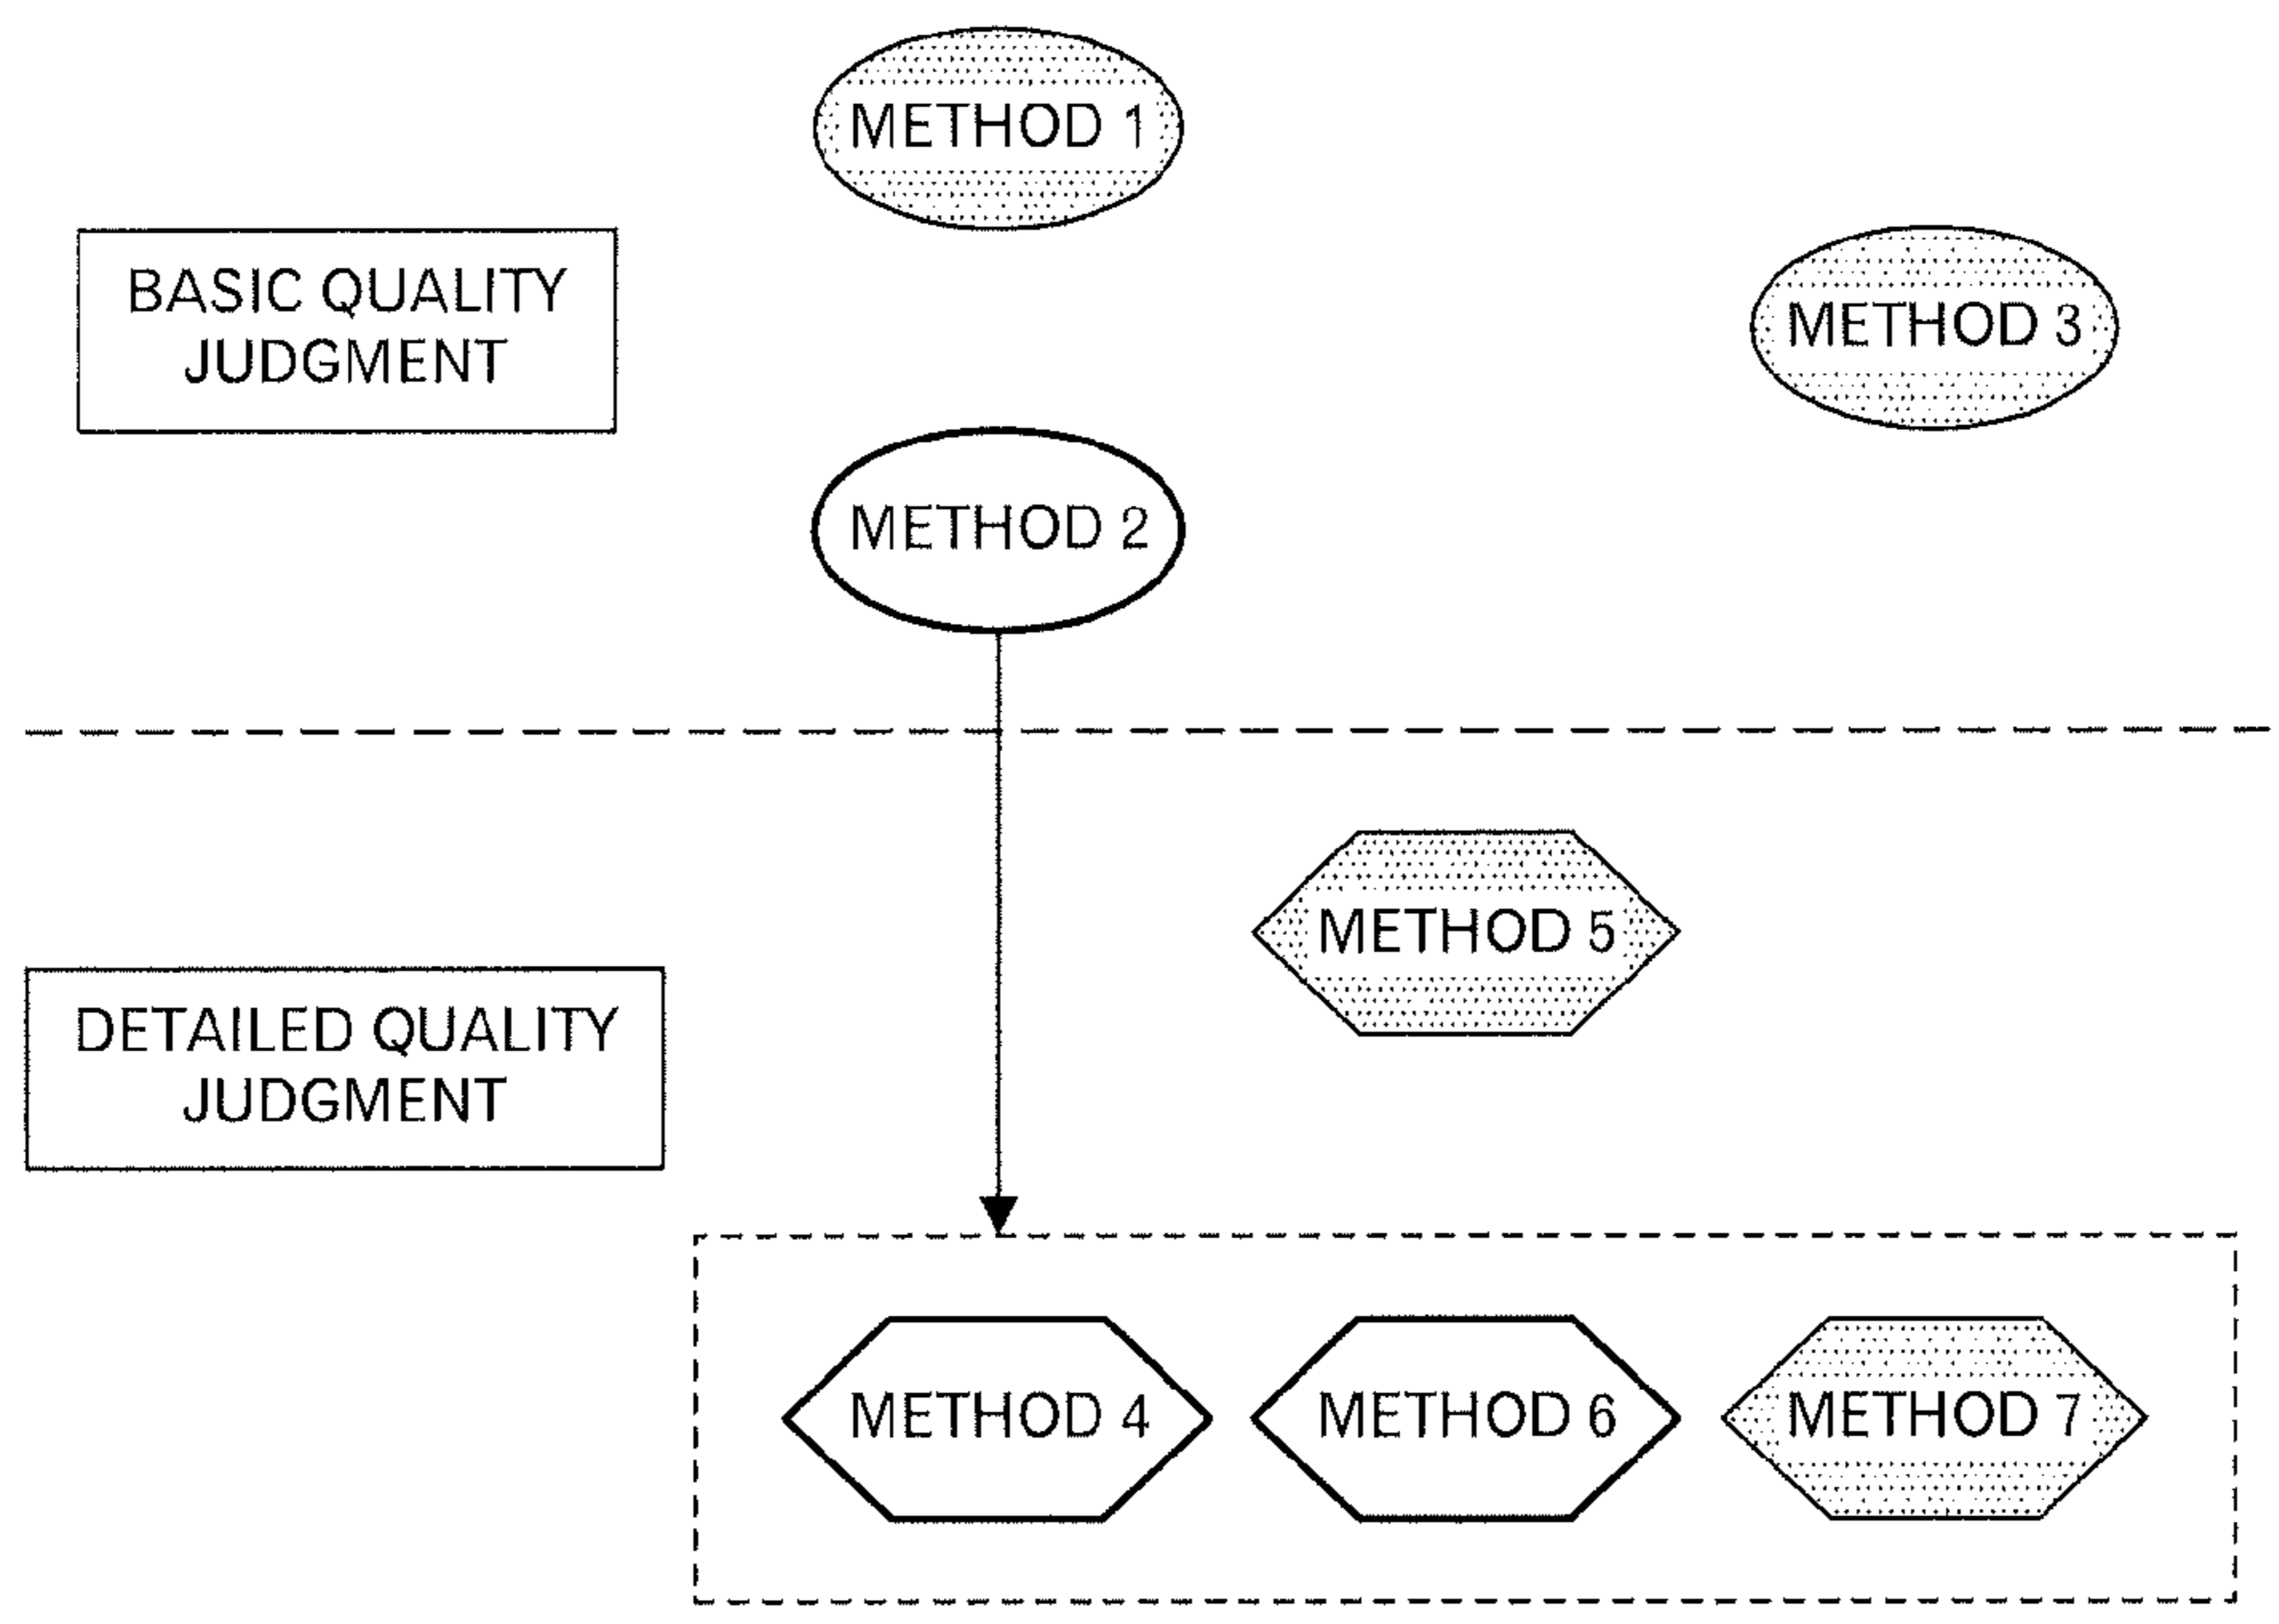 METHOD 1
BASIC QUALITY
JUDGMENT
METHOD 3
METHOD 2
METHOD 5
DETAILED QUALITY
JUDGMENT
METHOD 4
METHOD 6
METHOD 7